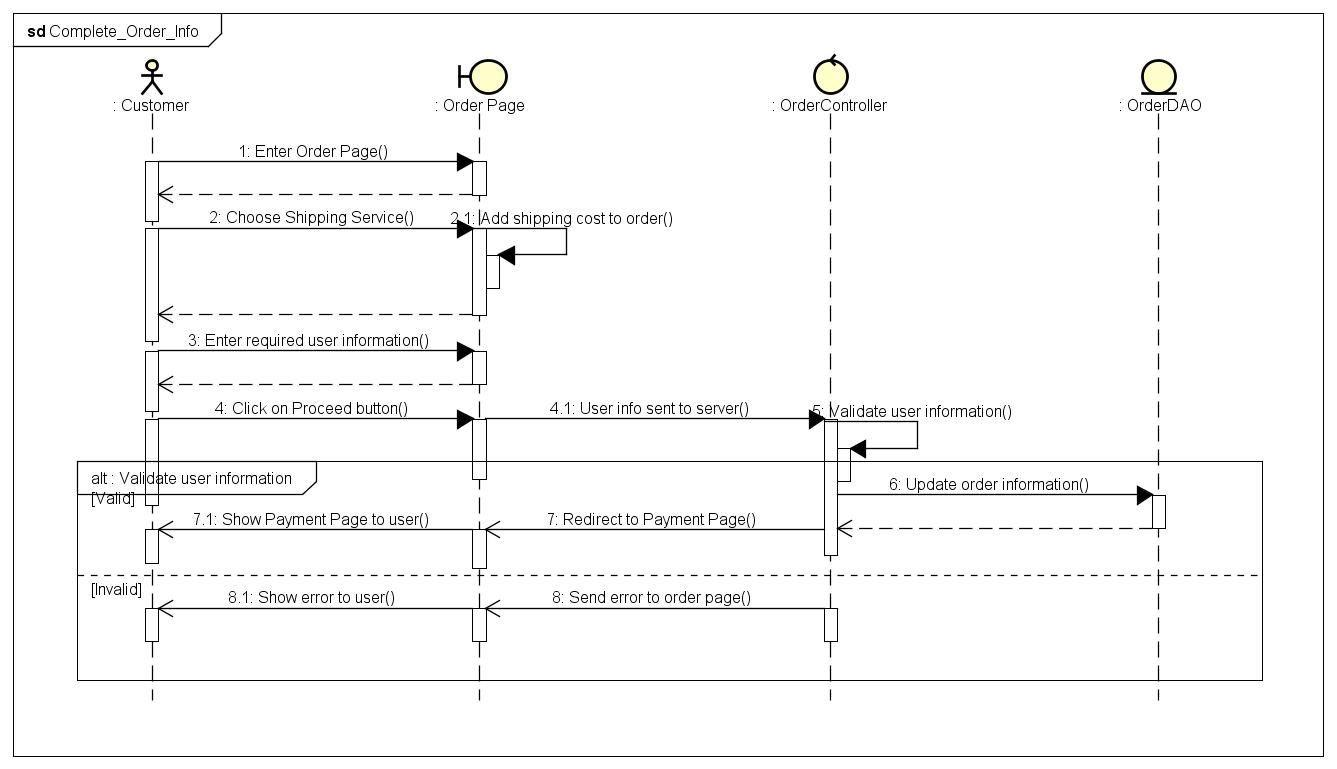 sd Complete_Order_Info
: Customer
: Order Page
: OrderController
: OrderDAO
1: Enter Order Page()
2: Choose Shipping Service()
2.1: Add shipping cost to order()
3: Enter required user information()
4: Click on Proceed button()
4.1: User info sent to server()
5: Validate user information()
alt : Validate user information
[Valid]
6: Update order information()
7.1: Show Payment Page to user()
7: Redirect to Payment Page()
[Invalid]
8.1: Show error to user()
8: Send error to order page()